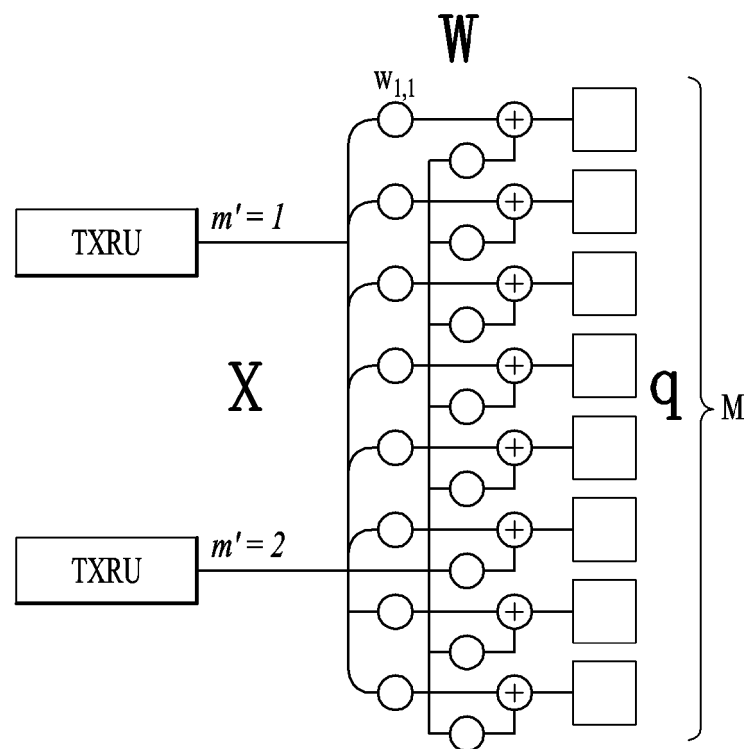 W
w1,1
TXRU
m' = 1
X
q
M
TXRU
m' = 2